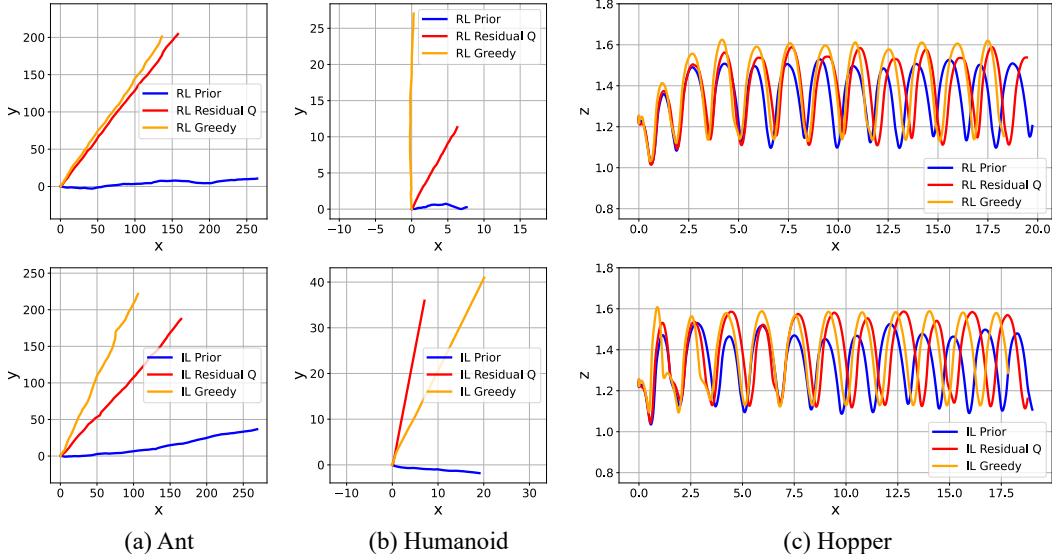 200
150
100
50
0
y
RL Prior
RL Residual Q
RL Greedy
0 50 100 150 200 250
x
25
20
15
10
5
0
y
RL Prior
RL Residual Q
RL Greedy
−10 −5 0 5 10 15
x
1.8
1.6
1.4
1.2
1.0
0.8
z
RL Prior
RL Residual Q
RL Greedy
0.0 2.5 5.0 7.5 10.0 12.5 15.0 17.5 20.0
x
250
200
150
100
50
0
y
IL Prior
IL Residual Q
IL Greedy
0 50 100 150 200 250
x
40
30
20
10
0
y
IL Prior
IL Residual Q
IL Greedy
−10 0 10 20 30
x
1.8
1.6
1.4
1.2
1.0
0.8
z
IL Prior
IL Residual Q
IL Greedy
0.0 2.5 5.0 7.5 10.0 12.5 15.0 17.5
x
(a) Ant
(b) Humanoid
(c) Hopper